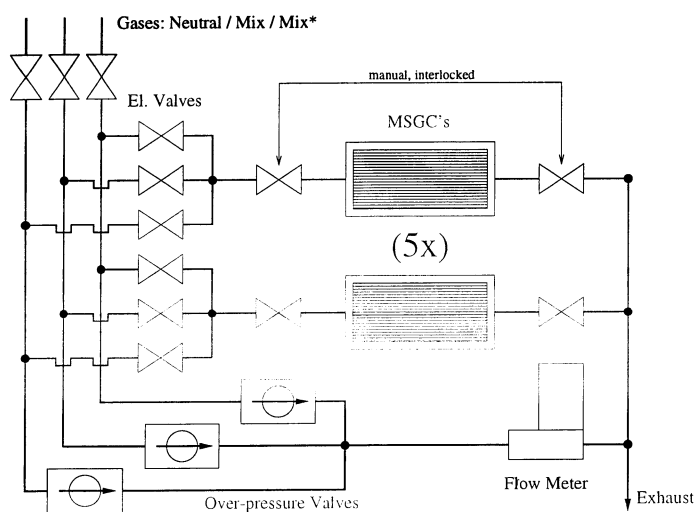 Gases: Neutral / Mix / Mix*
manual, interlocked
El. Valves
MSGC's
(5x)
Flow Meter
Over-pressure Valves
Exhaust